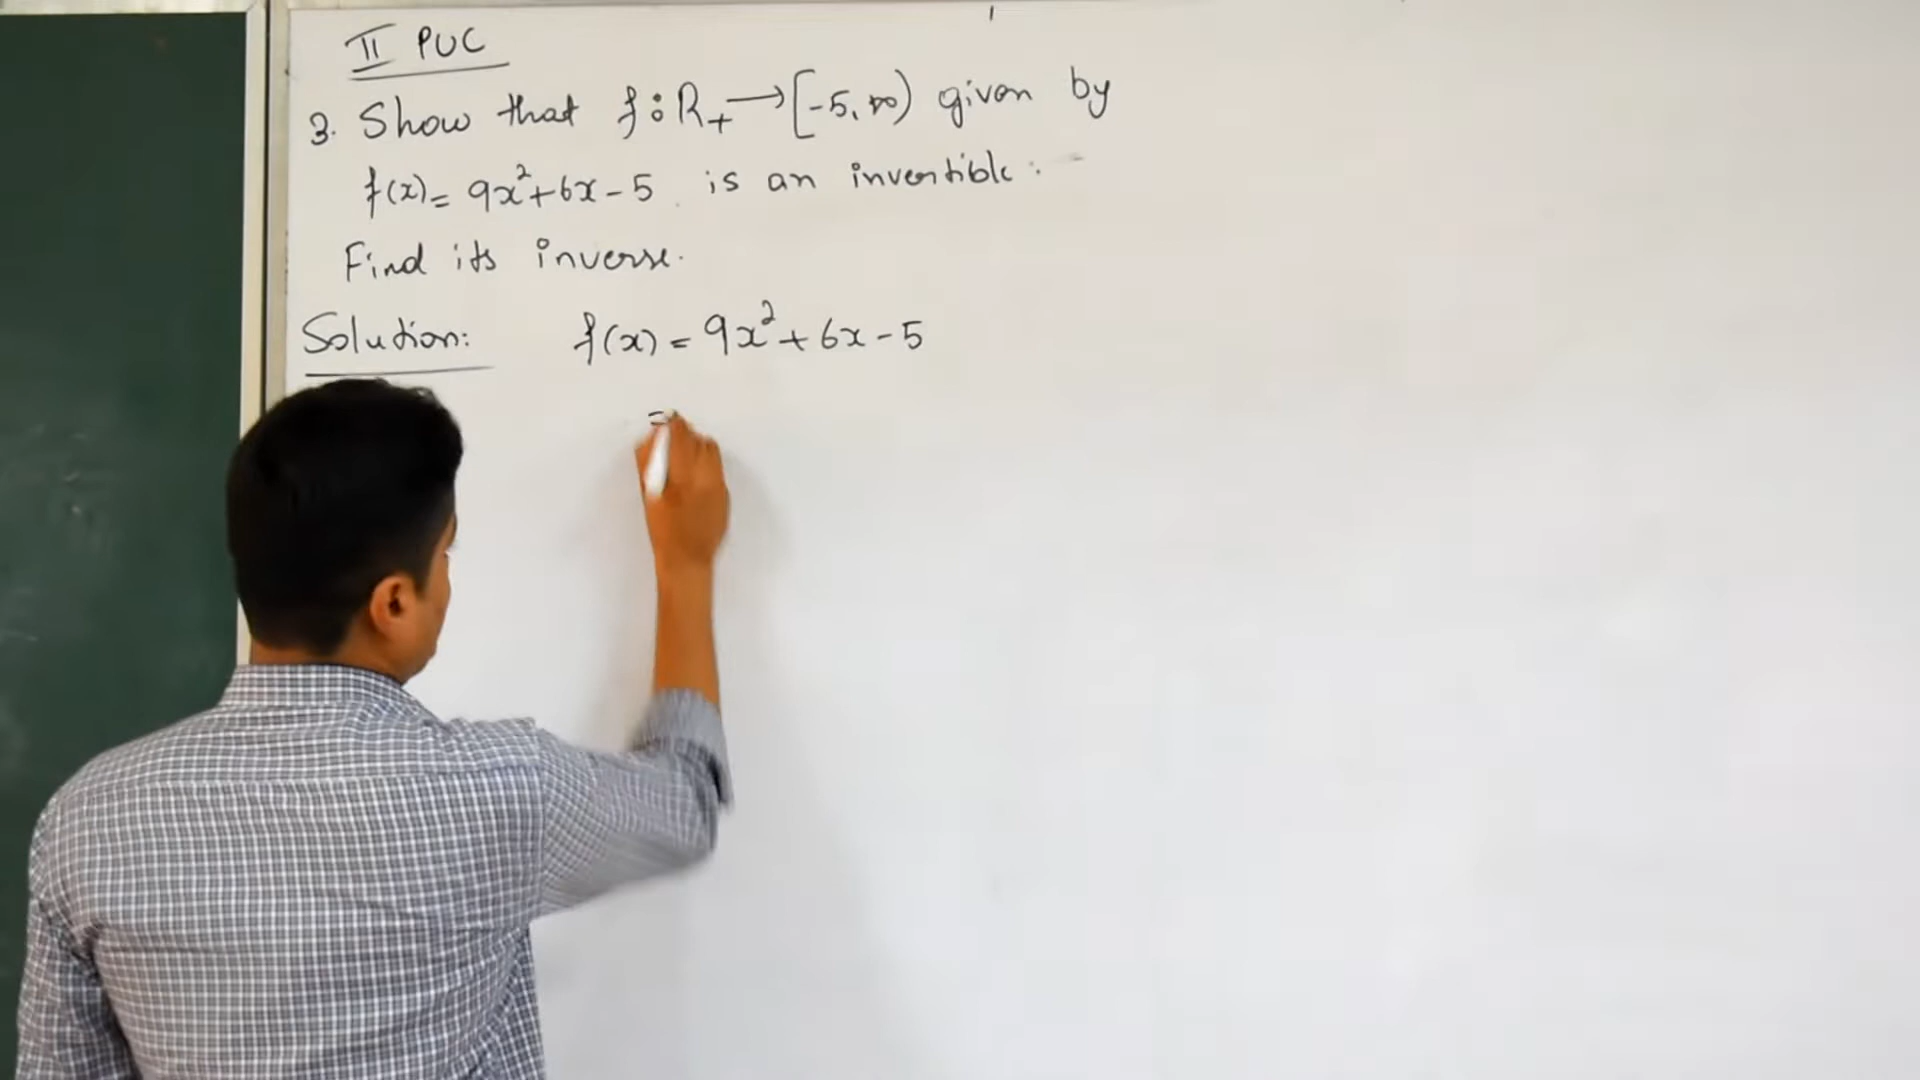 II PUC
3. Show that f : R₊ → [-5, ∞) given by
f(x) = 9x² + 6x - 5 is an invertible.
Find its inverse.
Solution: f(x) = 9x² + 6x - 5
=